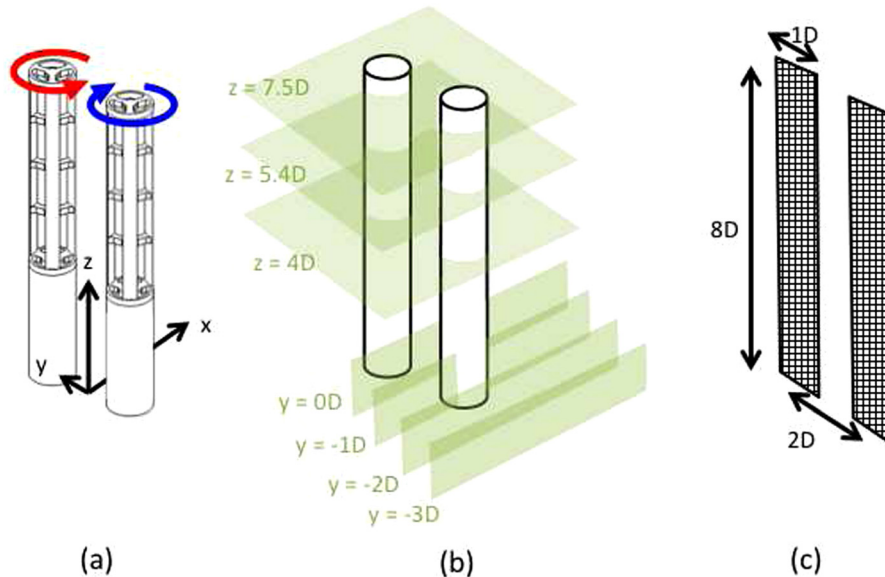 z
x
y
(a)
z = 7.5D
z = 5.4D
z = 4D
y = 0D
y = -1D
y = -2D
y = -3D
(b)
1D
8D
2D
(c)